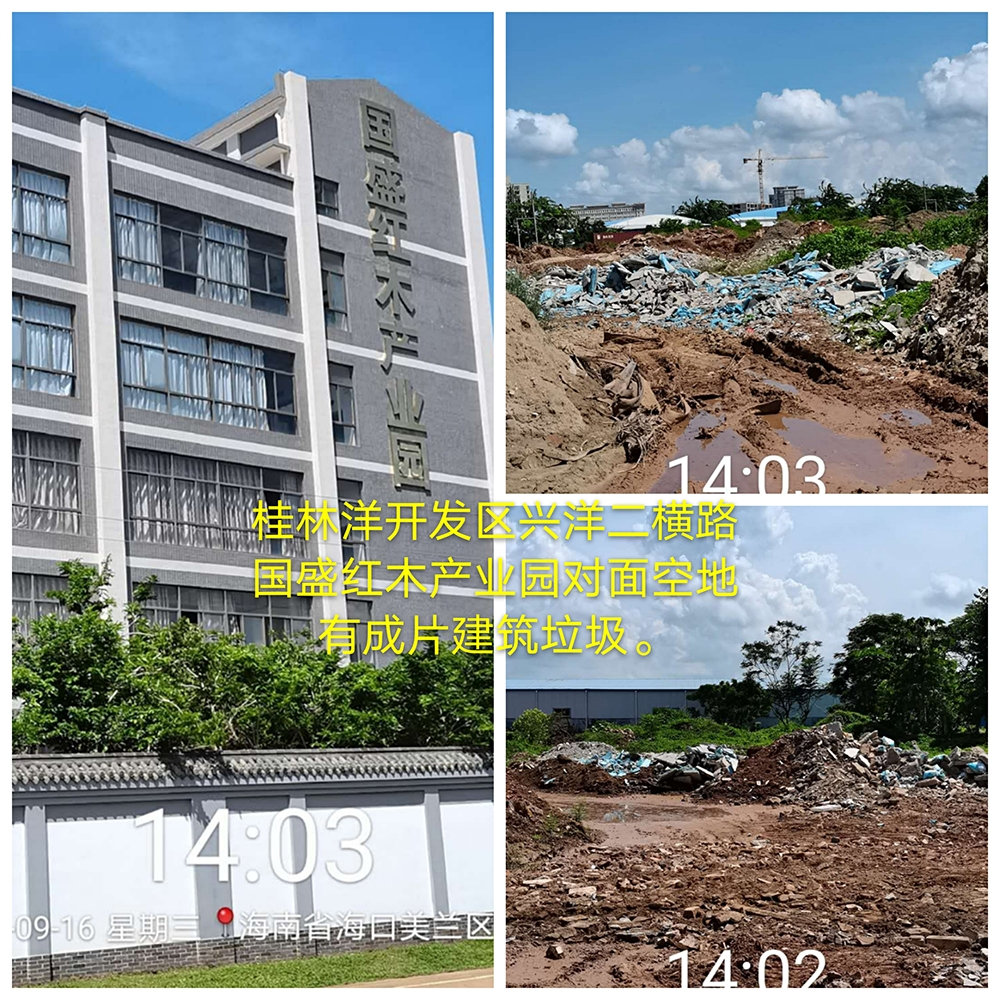 国盛红木产业园
14:03
桂林洋开发区兴洋二横路
国盛红木产业园对面空地
有成片建筑垃圾。
14:03
-09-16 星期三 海南省海口美兰区
14:02